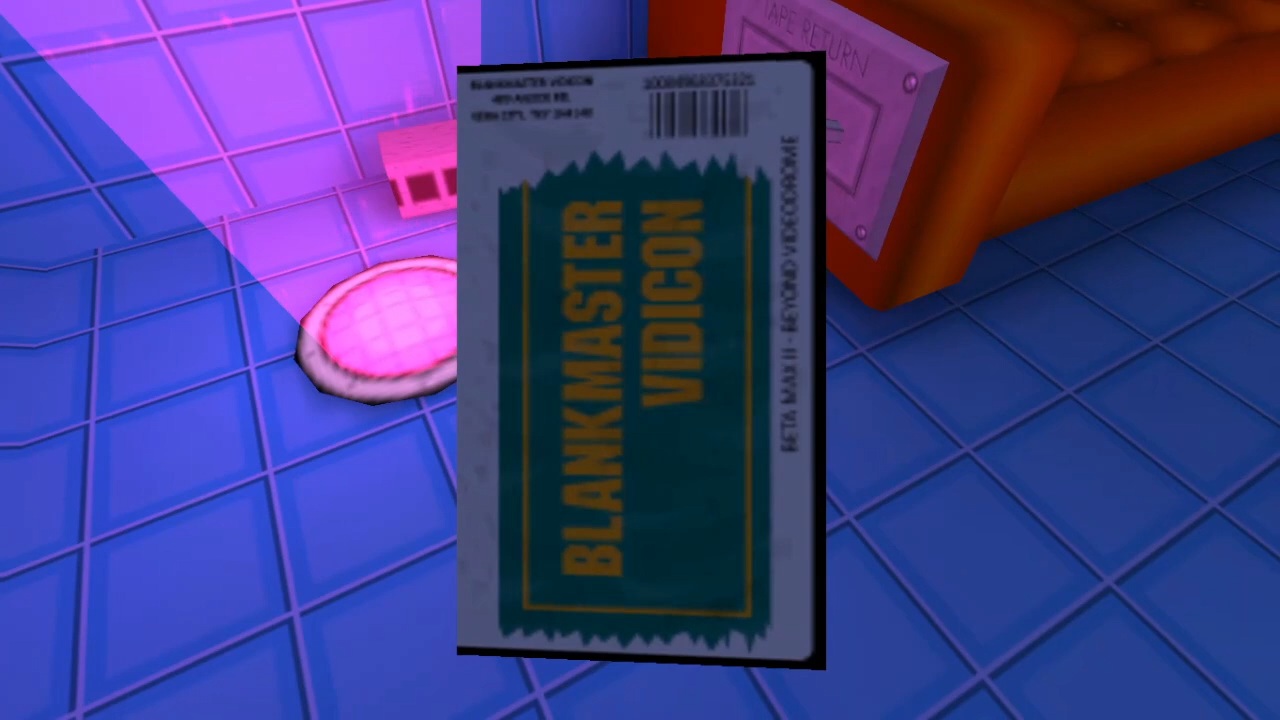 TAPE RETURN
BLANKMASTER VIDICON
BLANKMASTER
VIDICON
BETA MAX II - BEYOND VIDEODROME